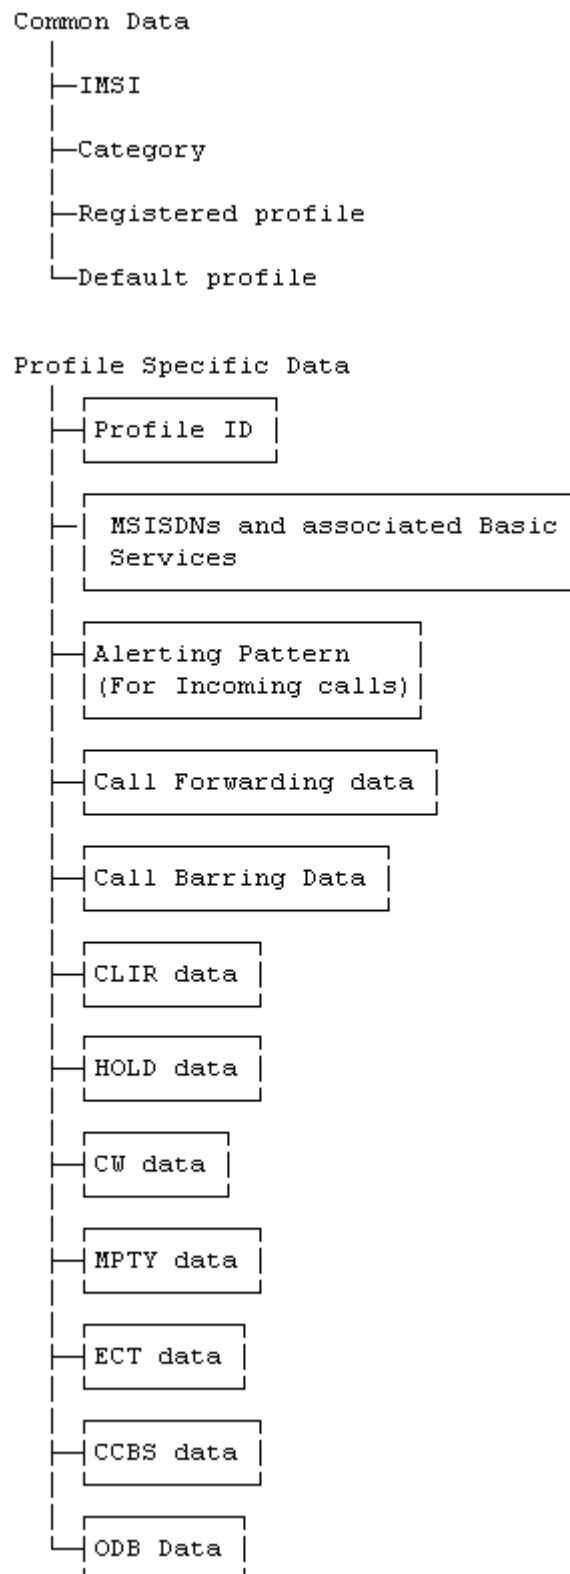 Common Data
IMSI
Category
Registered profile
Default profile
Profile Specific Data
Profile ID
MSISDNs and associated Basic
Services
Alerting Pattern
(For Incoming calls)
Call Forwarding data
Call Barring Data
CLIR data
HOLD data
CW data
MPTY data
ECT data
CCBS data
ODB Data